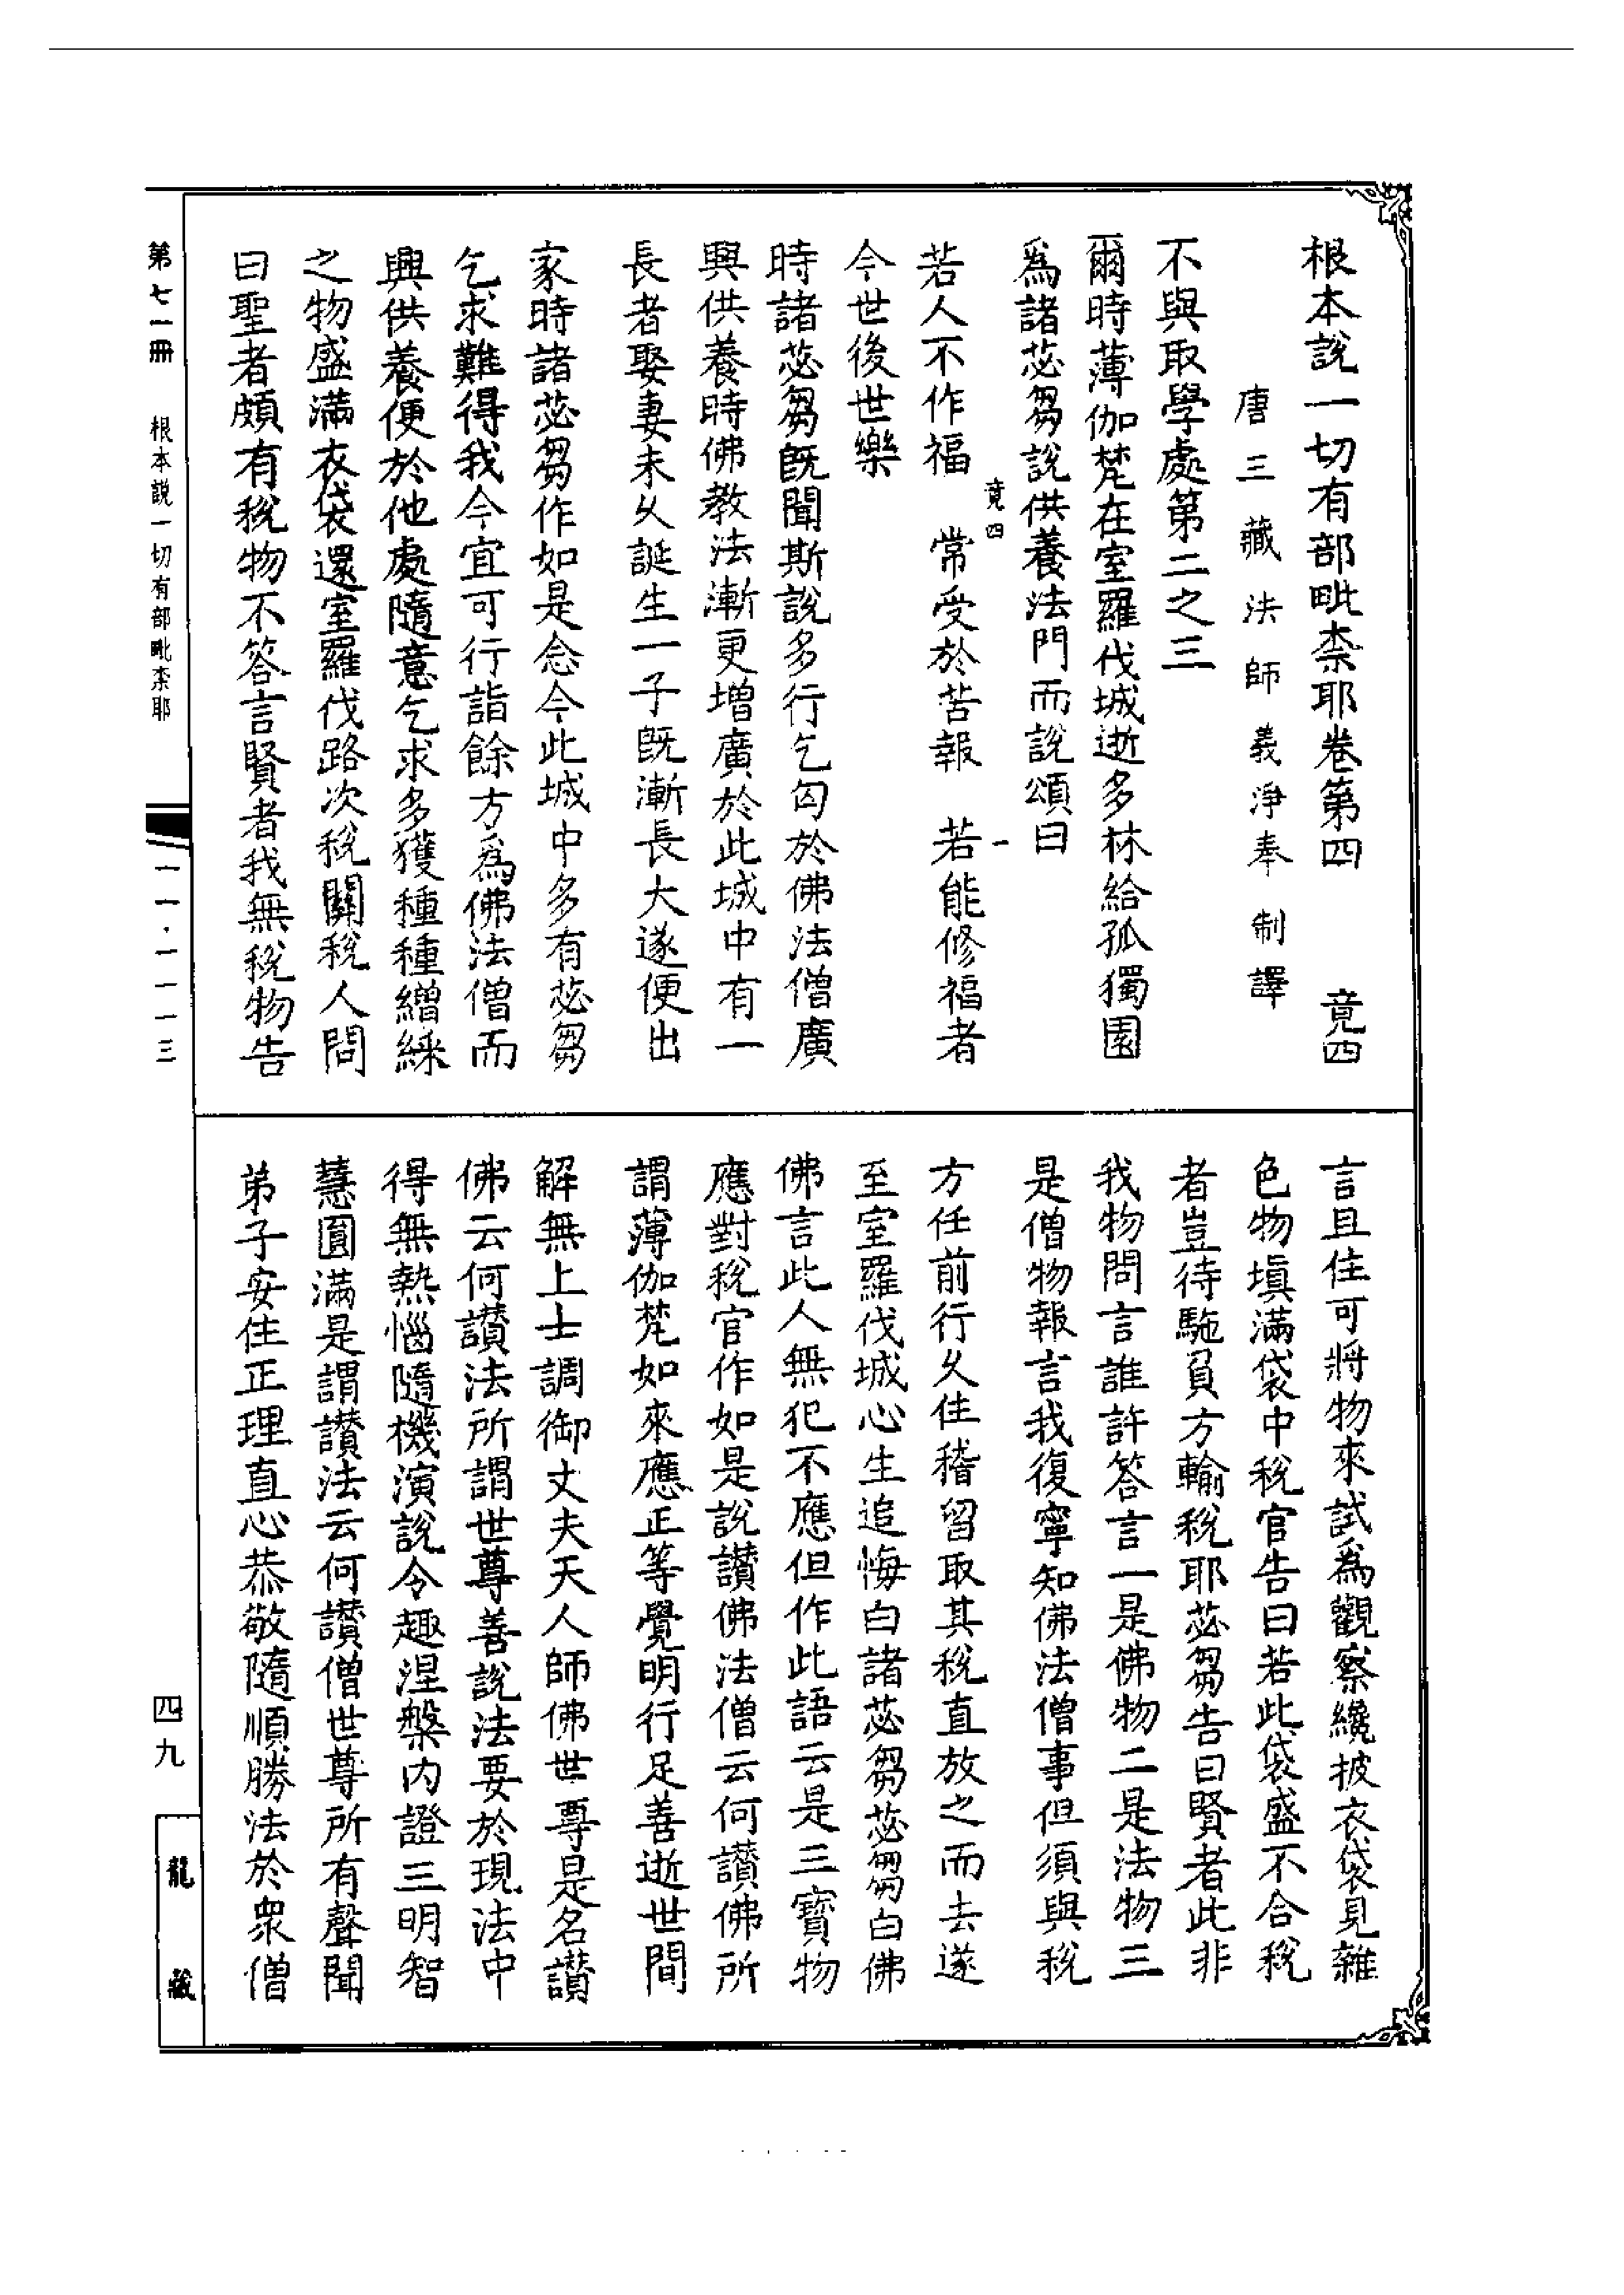 根本說一切有部毗柰耶卷第四　竟四
唐三藏法師義淨奉　制譯
不與取學處第二之三
爾時薄伽梵在室羅伐城逝多林給孤獨園
為諸苾芻說供養法門而說頌曰
竟四　一
若人不作福　常受於苦報　若能修福者
今世後世樂
時諸苾芻旣聞斯說多行乞匃於佛法僧廣
興供養時佛教法漸更增廣於此城中有一
長者娶妻未久誕生一子旣漸長大遂便出
家時諸苾芻作如是念今此城中多有苾芻
乞求難得我今宜可行詣餘方為佛法僧而
興供養便於他處隨意乞求多獲種種繒綵
之物盛滿衣袋還室羅伐路次稅關稅人問
曰聖者頗有稅物不答言賢者我無稅物告
言且住可將物來試為觀察纔披衣袋見雜
色物塡滿袋中稅官告曰若此袋盛不合稅
者豈待駞負方輸稅耶苾芻告曰賢者此非
我物問言誰許答言一是佛物二是法物三
是僧物報言我復寧知佛法僧事但須與稅
方任前行久住稽留取其稅直放之而去遂
至室羅伐城心生追悔白諸苾芻苾芻白佛
佛言此人無犯不應但作此語云是三寶物
應對稅官作如是說讚佛法僧云何讚佛所
謂薄伽梵如來應正等覺明行足善逝世間
解無上士調御丈夫天人師佛世尊是名讚
佛云何讚法所謂世尊善說法要於現法中
得無熱惱隨機演說令趣涅槃內證三明智
慧圓滿是謂讚法云何讚僧世尊所有聲聞
弟子安住正理直心恭敬隨順勝法於眾僧
第七一冊　根本說一切有部毗柰耶
一一·一一一三
四九
龍藏